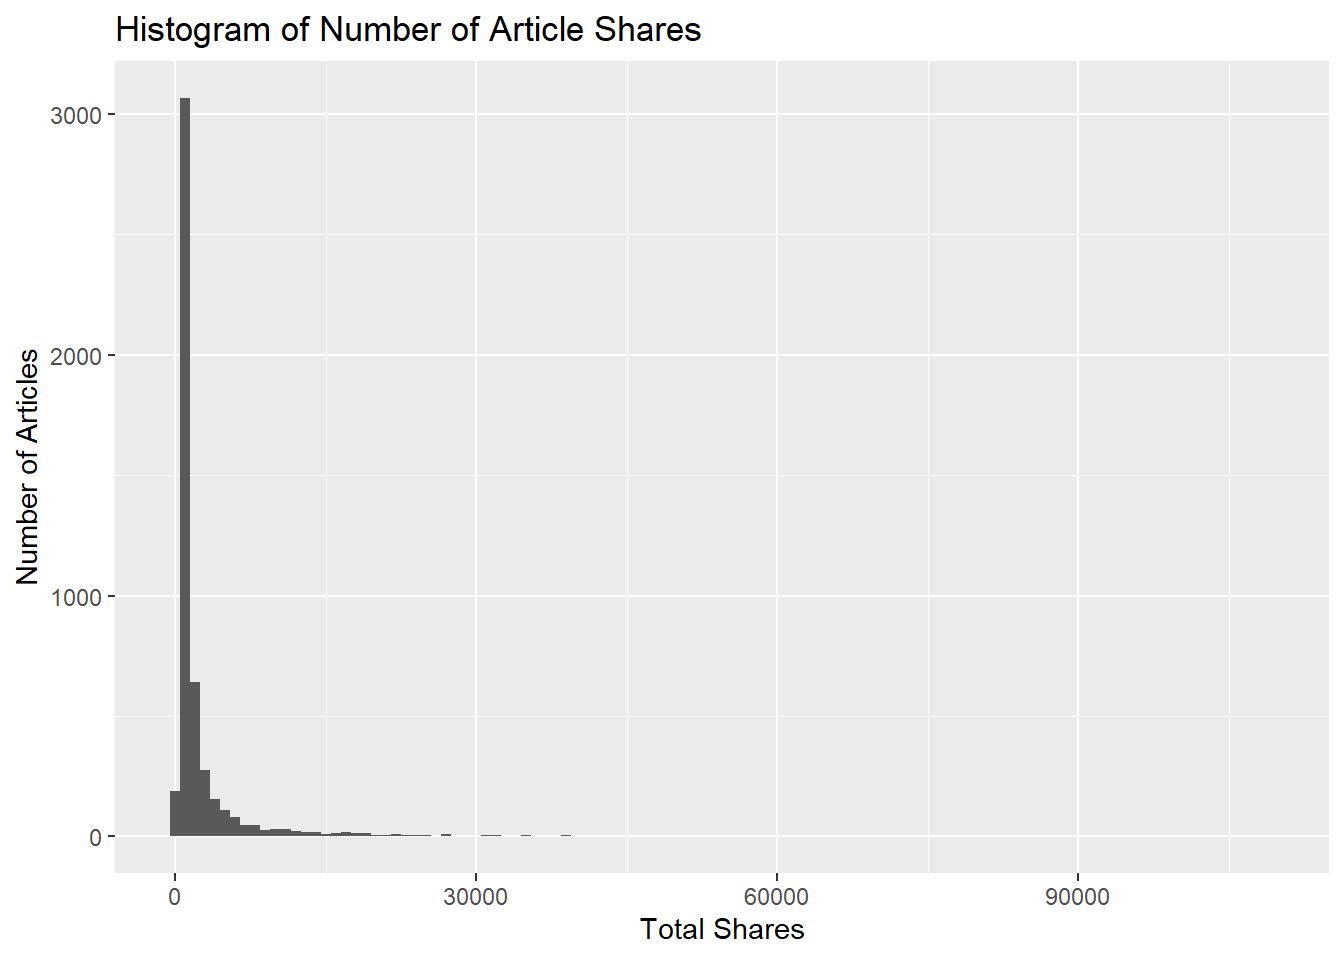 Histogram of Number of Article Shares
3000
2000
1000
0
Number of Articles
0 30000 60000 90000
Total Shares